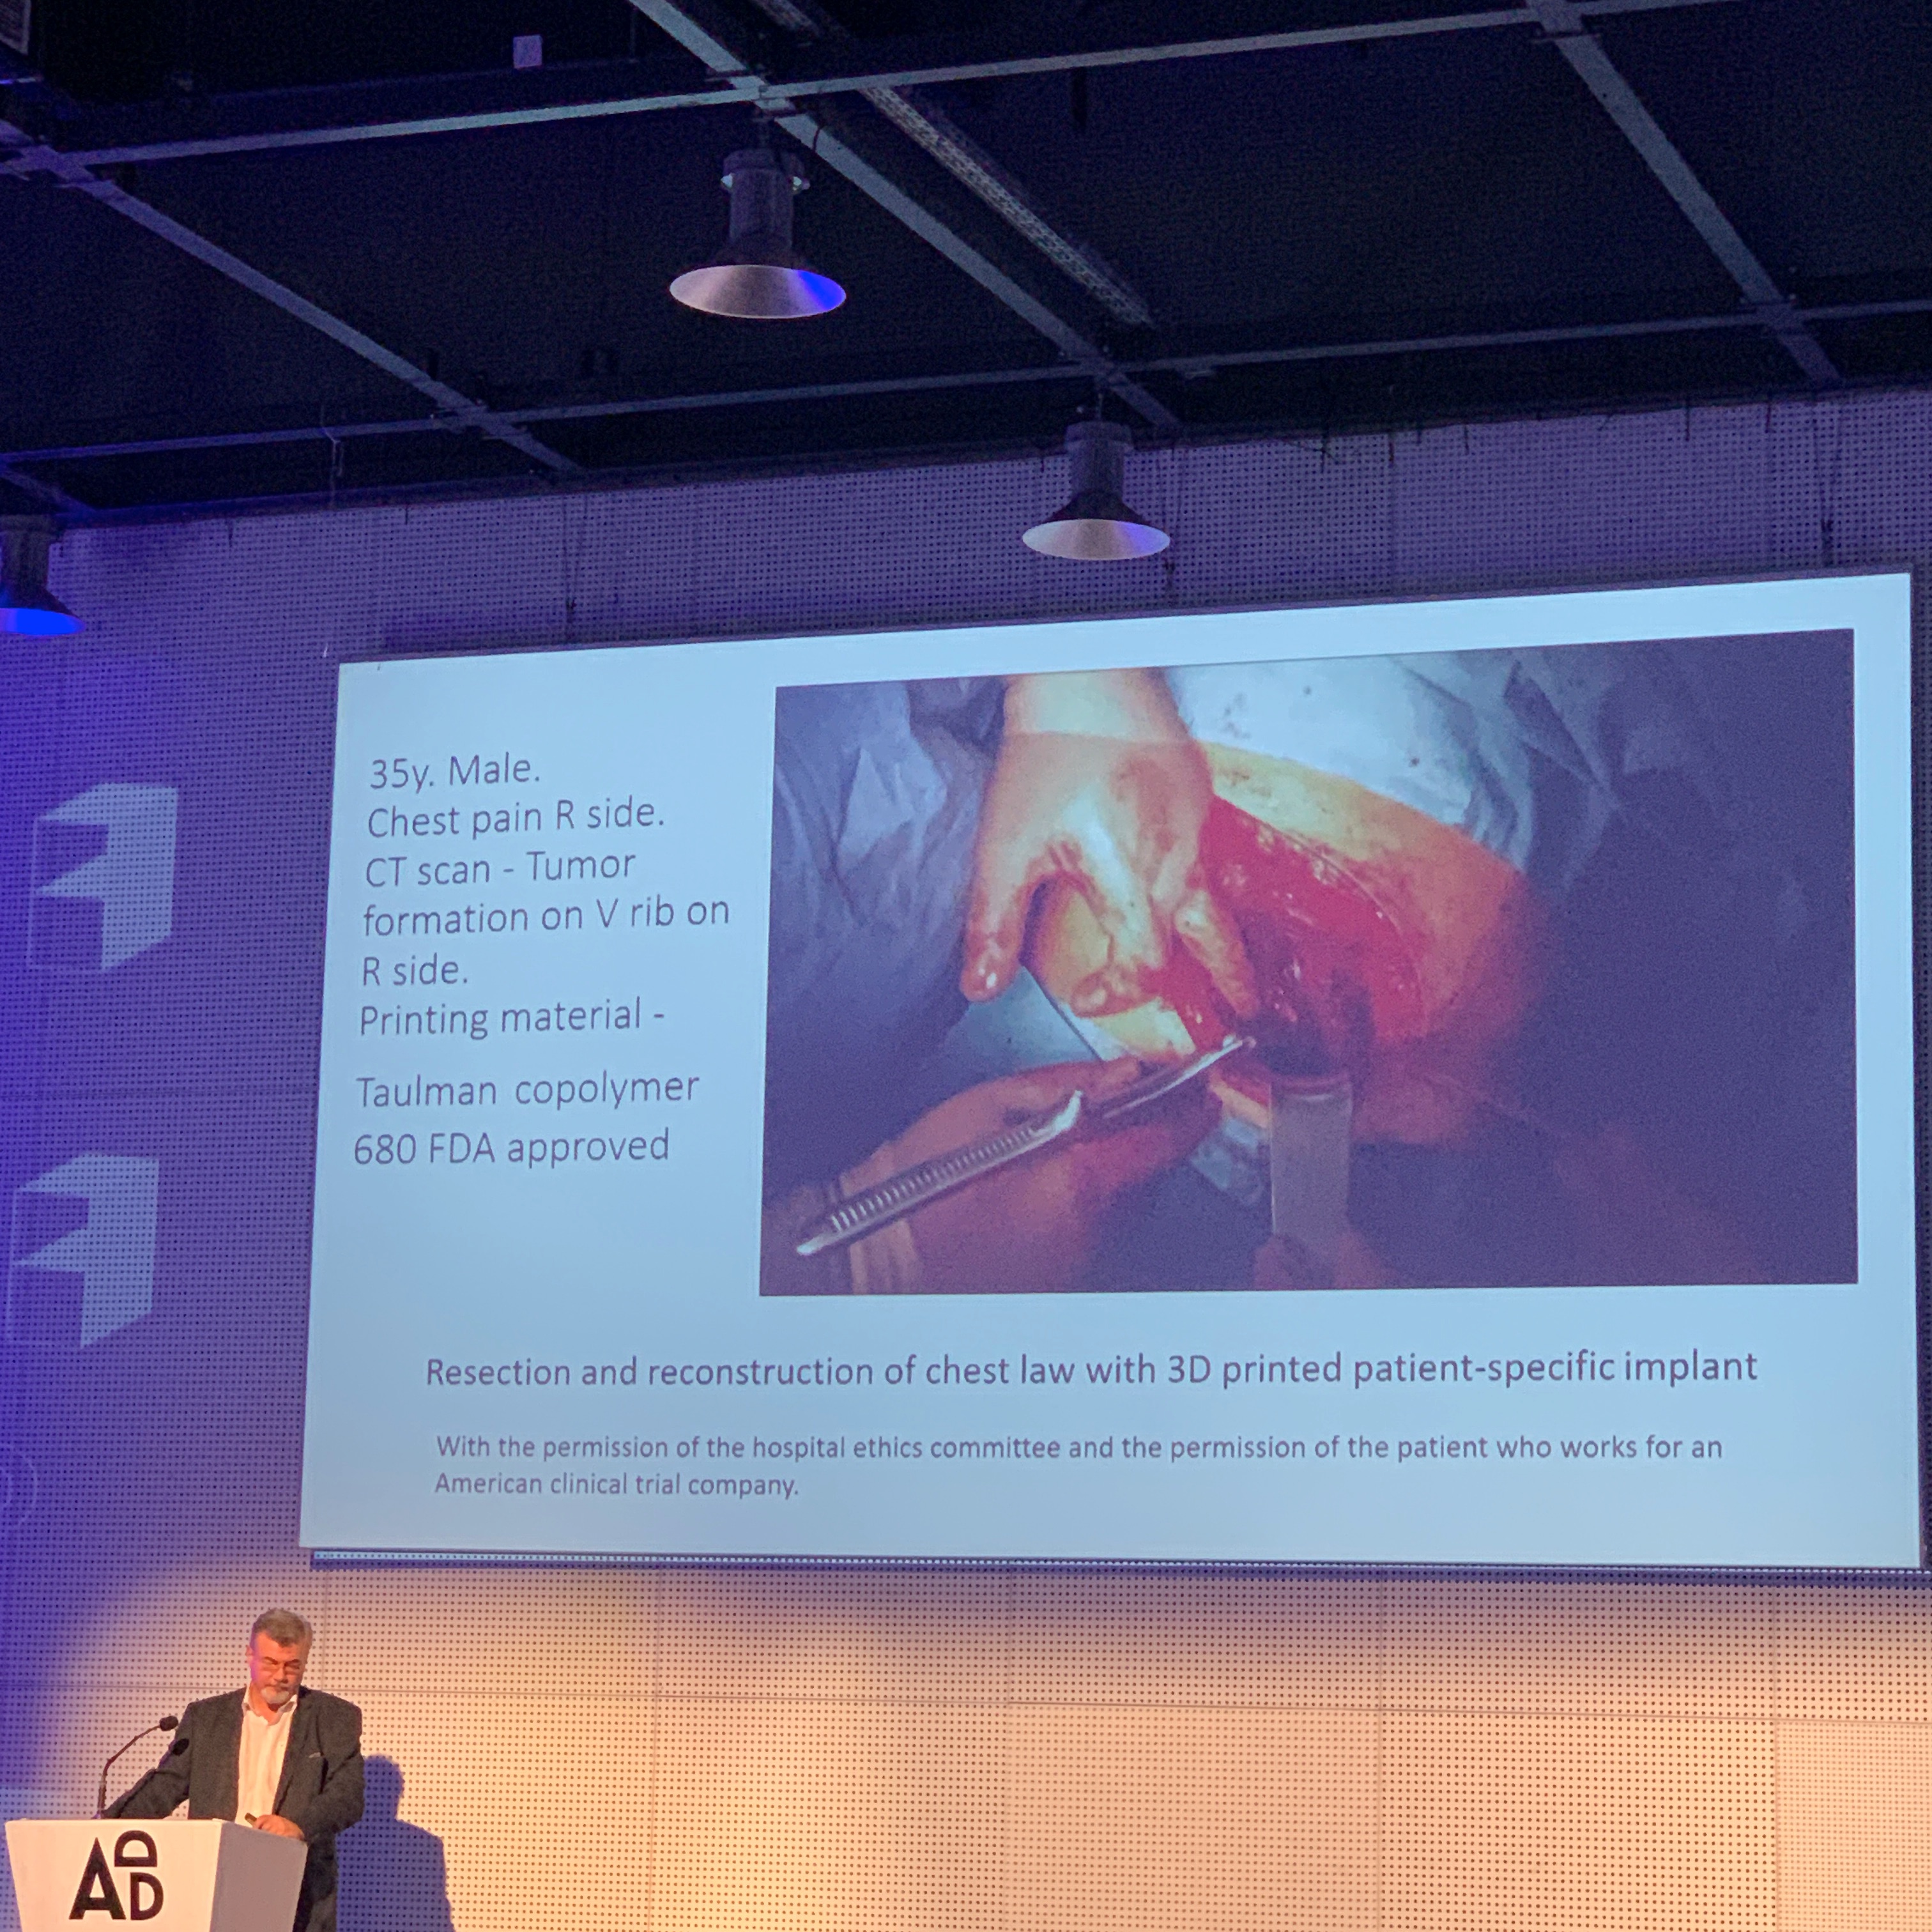 35y. Male.
Chest pain R side.
CT scan - Tumor
formation on V rib on
R side.
Printing material -
Taulman copolymer
680 FDA approved
Resection and reconstruction of chest law with 3D printed patient-specific implant
With the permission of the hospital ethics committee and the permission of the patient who works for an
American clinical trial company.
ADD